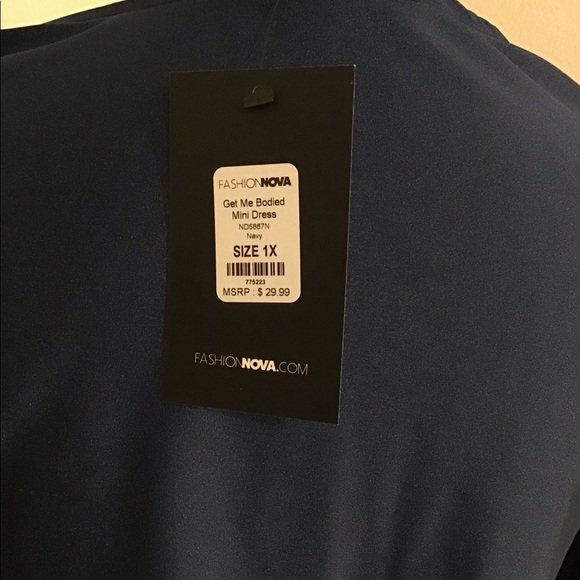 FASHIONNOVA
Get Me Bodied
Mini Dress
ND5867N
Navy
SIZE 1X
775223
MSRP : $ 29.99
FASHIONNOVA.COM